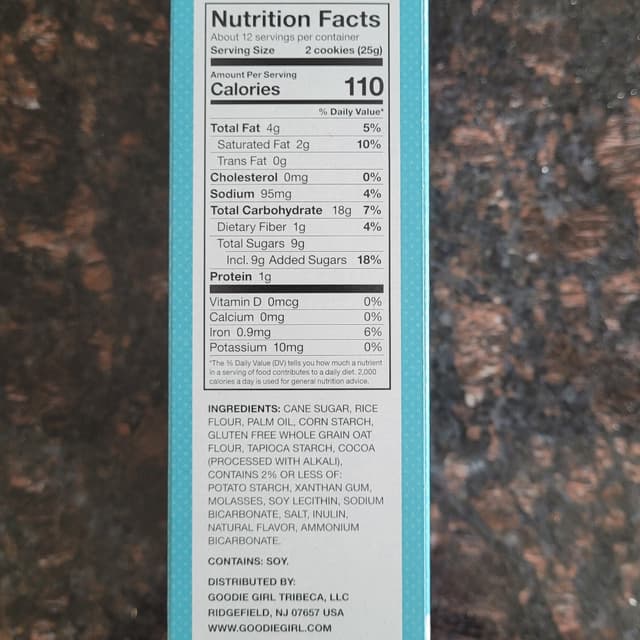 Nutrition Facts
About 12 servings per container
Serving Size 2 cookies (25g)
Amount Per Serving
Calories 110
% Daily Value*
Total Fat 4g 5%
Saturated Fat 2g 10%
Trans Fat 0g
Cholesterol 0mg 0%
Sodium 95mg 4%
Total Carbohydrate 18g 7%
Dietary Fiber 1g 4%
Total Sugars 9g
Incl. 9g Added Sugars 18%
Protein 1g
Vitamin D 0mcg 0%
Calcium 0mg 0%
Iron 0.9mg 6%
Potassium 10mg 0%
*The % Daily Value (DV) tells you how much a nutrient
in a serving of food contributes to a daily diet. 2,000
calories a day is used for general nutrition advice.
INGREDIENTS: CANE SUGAR, RICE
FLOUR, PALM OIL, CORN STARCH,
GLUTEN FREE WHOLE GRAIN OAT
FLOUR, TAPIOCA STARCH, COCOA
(PROCESSED WITH ALKALI),
CONTAINS 2% OR LESS OF:
POTATO STARCH, XANTHAN GUM,
MOLASSES, SOY LECITHIN, SODIUM
BICARBONATE, SALT, INULIN,
NATURAL FLAVOR, AMMONIUM
BICARBONATE.
CONTAINS: SOY.
DISTRIBUTED BY:
GOODIE GIRL TRIBECA, LLC
RIDGEFIELD, NJ 07657 USA
WWW.GOODIEGIRL.COM